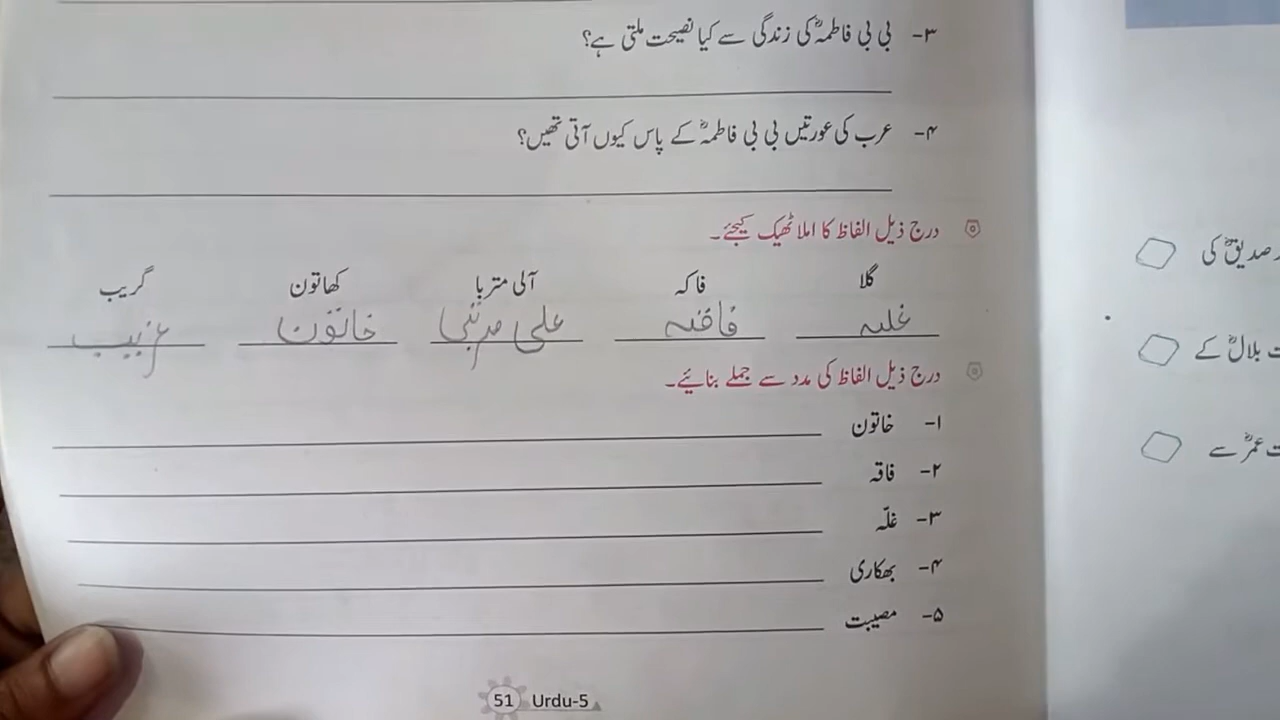 ۳- بی بی فاطمہؓ کی زندگی سے کیا نصیحت ملتی ہے؟
۴- عرب کی عورتیں بی بی فاطمہؓ کے پاس کیوں آتی تھیں؟
درج ذیل الفاظ کا املا ٹھیک کیجئے۔
گلا فاکہ آلی متربا کھاتون گریب
غلہ فاقہ علی مرتبی خاتون غریب
درج ذیل الفاظ کی مدد سے جملے بنائیے۔
۱- خاتون
۲- فاقہ
۳- غلّہ
۴- بھکاری
۵- مصیبت
51 Urdu-5
صدیقؓ کی
بلالؓ کے
عمرؓ سے